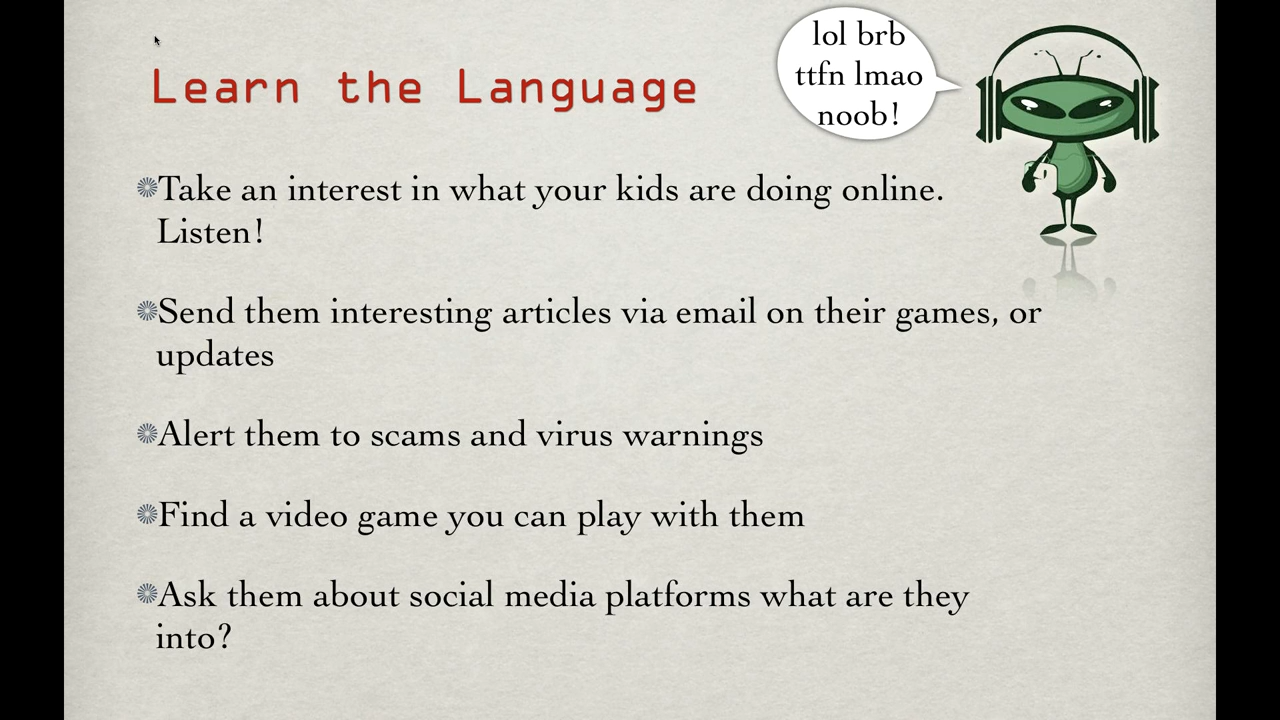 Learn the Language
lol brb
ttfn lmao
noob!
Take an interest in what your kids are doing online.
Listen!
Send them interesting articles via email on their games, or
updates
Alert them to scams and virus warnings
Find a video game you can play with them
Ask them about social media platforms what are they
into?